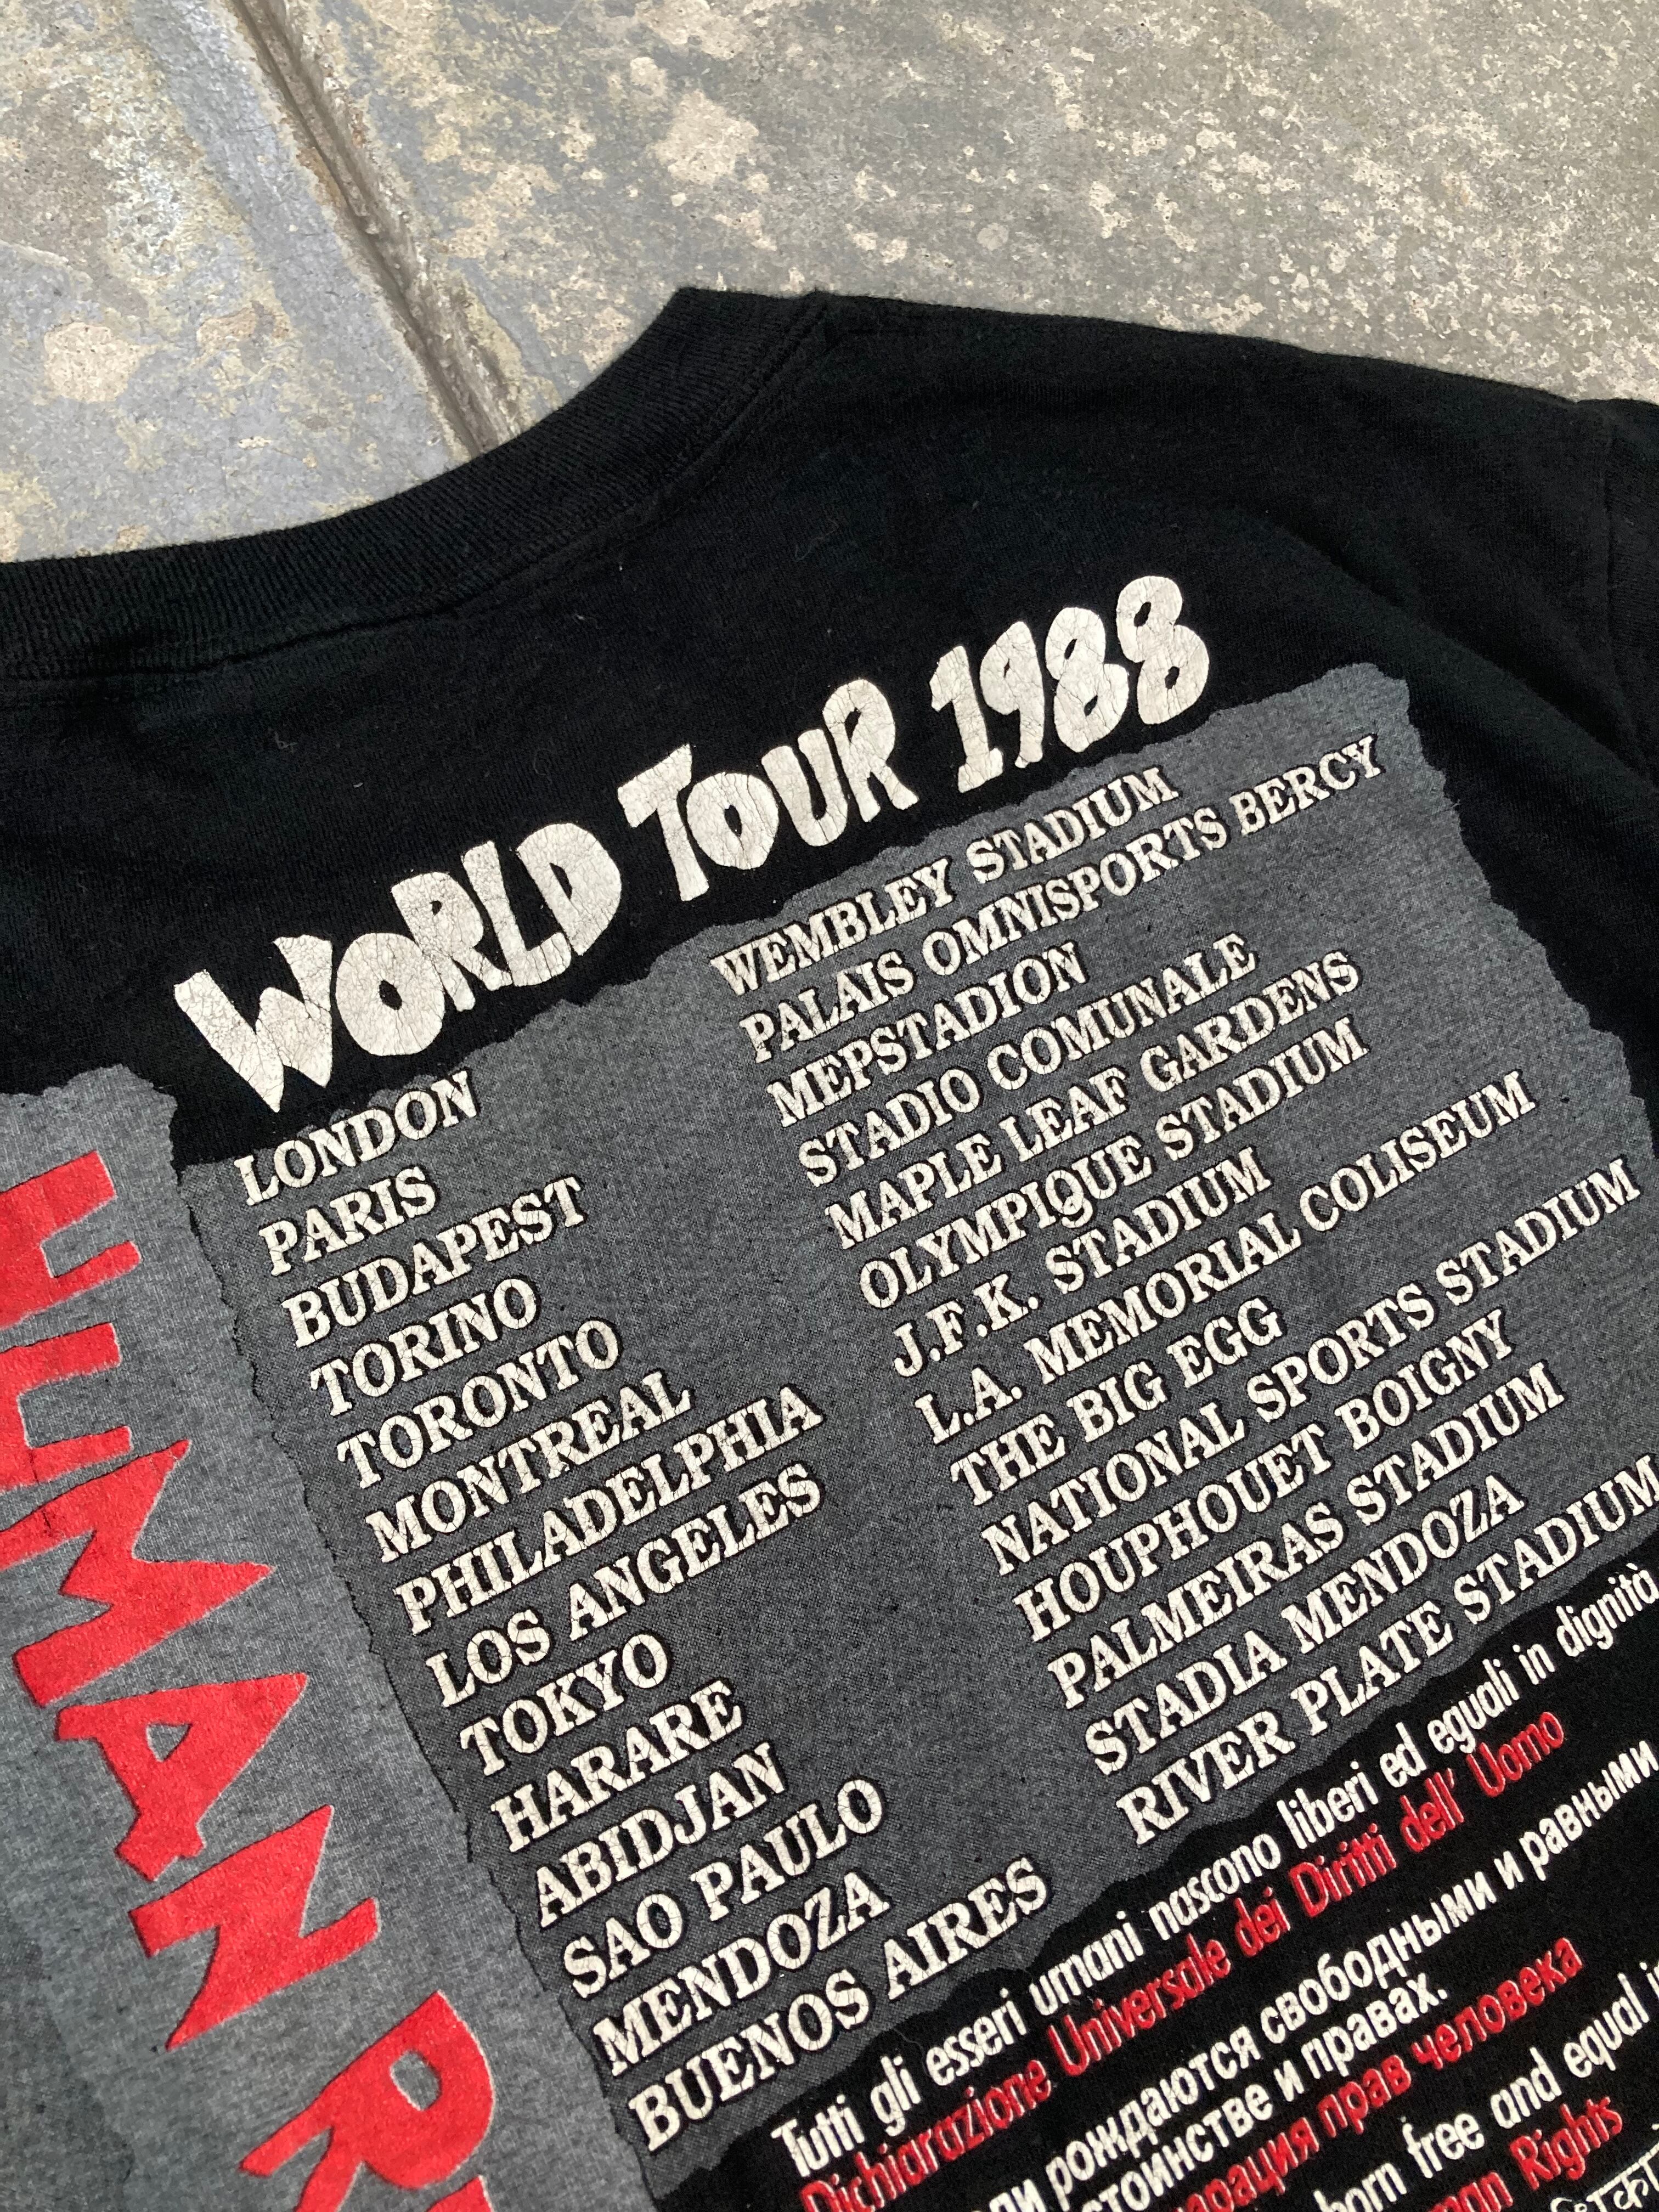 WORLD TOUR 1988
LONDON WEMBLEY STADIUM
PARIS PALAIS OMNISPORTS BERCY
BUDAPEST MEPSTADION
TORINO STADIO COMUNALE
TORONTO MAPLE LEAF GARDENS
MONTREAL OLYMPIQUE STADIUM
PHILADELPHIA J.F.K. STADIUM
LOS ANGELES L.A. MEMORIAL COLISEUM
TOKYO THE BIG EGG
HARARE NATIONAL SPORTS STADIUM
ABIDJAN HOUPHOUET BOIGNY
SAO PAULO PALMEIRAS STADIUM
MENDOZA STADIA MENDOZA
BUENOS AIRES RIVER PLATE STADIUM
HUMAN R
Tutti gli esseri umani nascono liberi ed eguali in dignità
Dichiarazione Universale dei Diritti dell' Uomo
рождаются свободными и равными
стоинстве и правах.
арация прав человека
born free and equal i
Rights